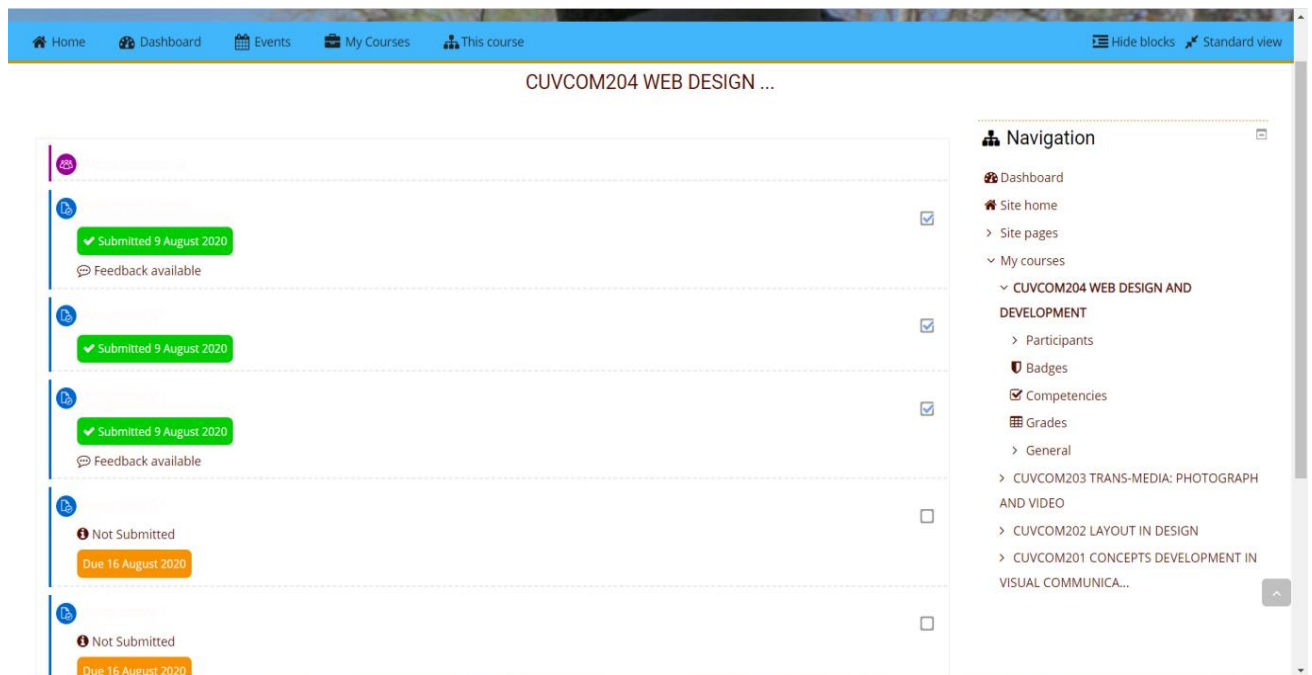 Home Dashboard Events My Courses This course Hide blocks Standard view
CUVCOM204 WEB DESIGN ...
Submitted 9 August 2020
Feedback available
Submitted 9 August 2020
Submitted 9 August 2020
Feedback available
Not Submitted
Due 16 August 2020
Not Submitted
Due 16 August 2020
Navigation
Dashboard
Site home
Site pages
My courses
CUVCOM204 WEB DESIGN AND
DEVELOPMENT
Participants
Badges
Competencies
Grades
General
CUVCOM203 TRANS-MEDIA: PHOTOGRAPH
AND VIDEO
CUVCOM202 LAYOUT IN DESIGN
CUVCOM201 CONCEPTS DEVELOPMENT IN
VISUAL COMMUNICA...